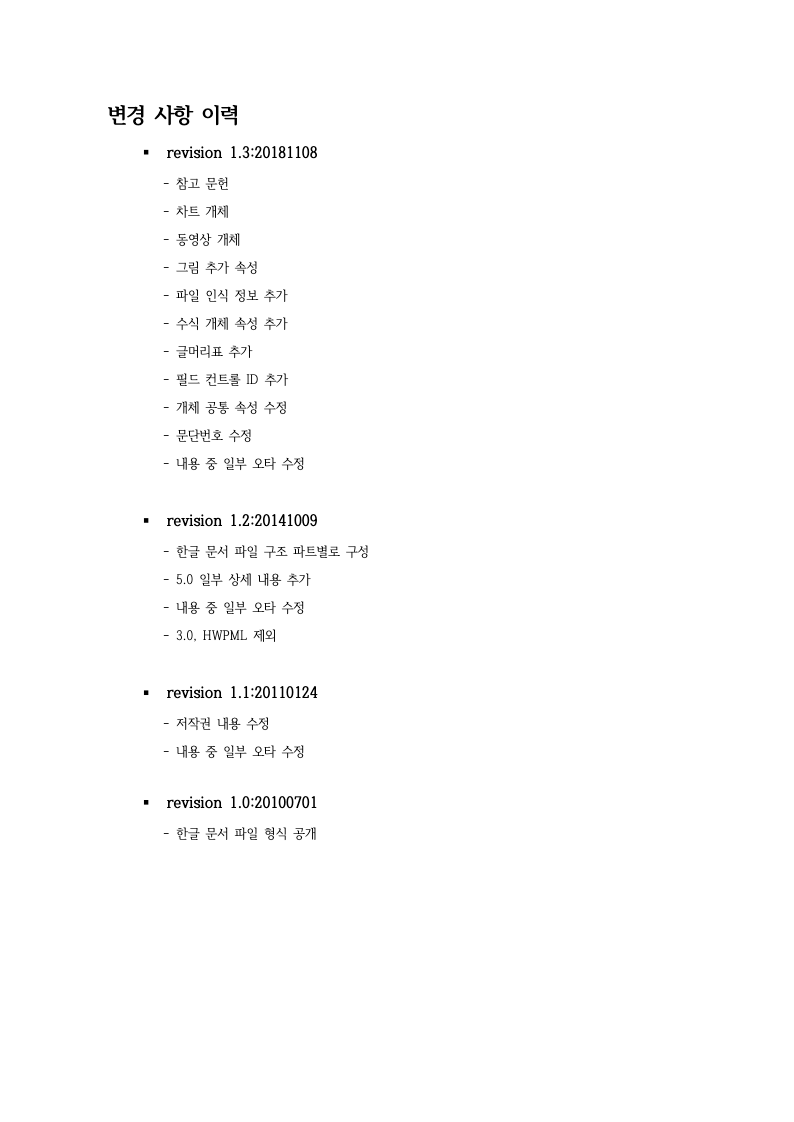 변경 사항 이력
▪ revision 1.3:20181108
- 참고 문헌
- 차트 개체
- 동영상 개체
- 그림 추가 속성
- 파일 인식 정보 추가
- 수식 개체 속성 추가
- 글머리표 추가
- 필드 컨트롤 ID 추가
- 개체 공통 속성 수정
- 문단번호 수정
- 내용 중 일부 오타 수정
▪ revision 1.2:20141009
- 한글 문서 파일 구조 파트별로 구성
- 5.0 일부 상세 내용 추가
- 내용 중 일부 오타 수정
- 3.0, HWPML 제외
▪ revision 1.1:20110124
- 저작권 내용 수정
- 내용 중 일부 오타 수정
▪ revision 1.0:20100701
- 한글 문서 파일 형식 공개